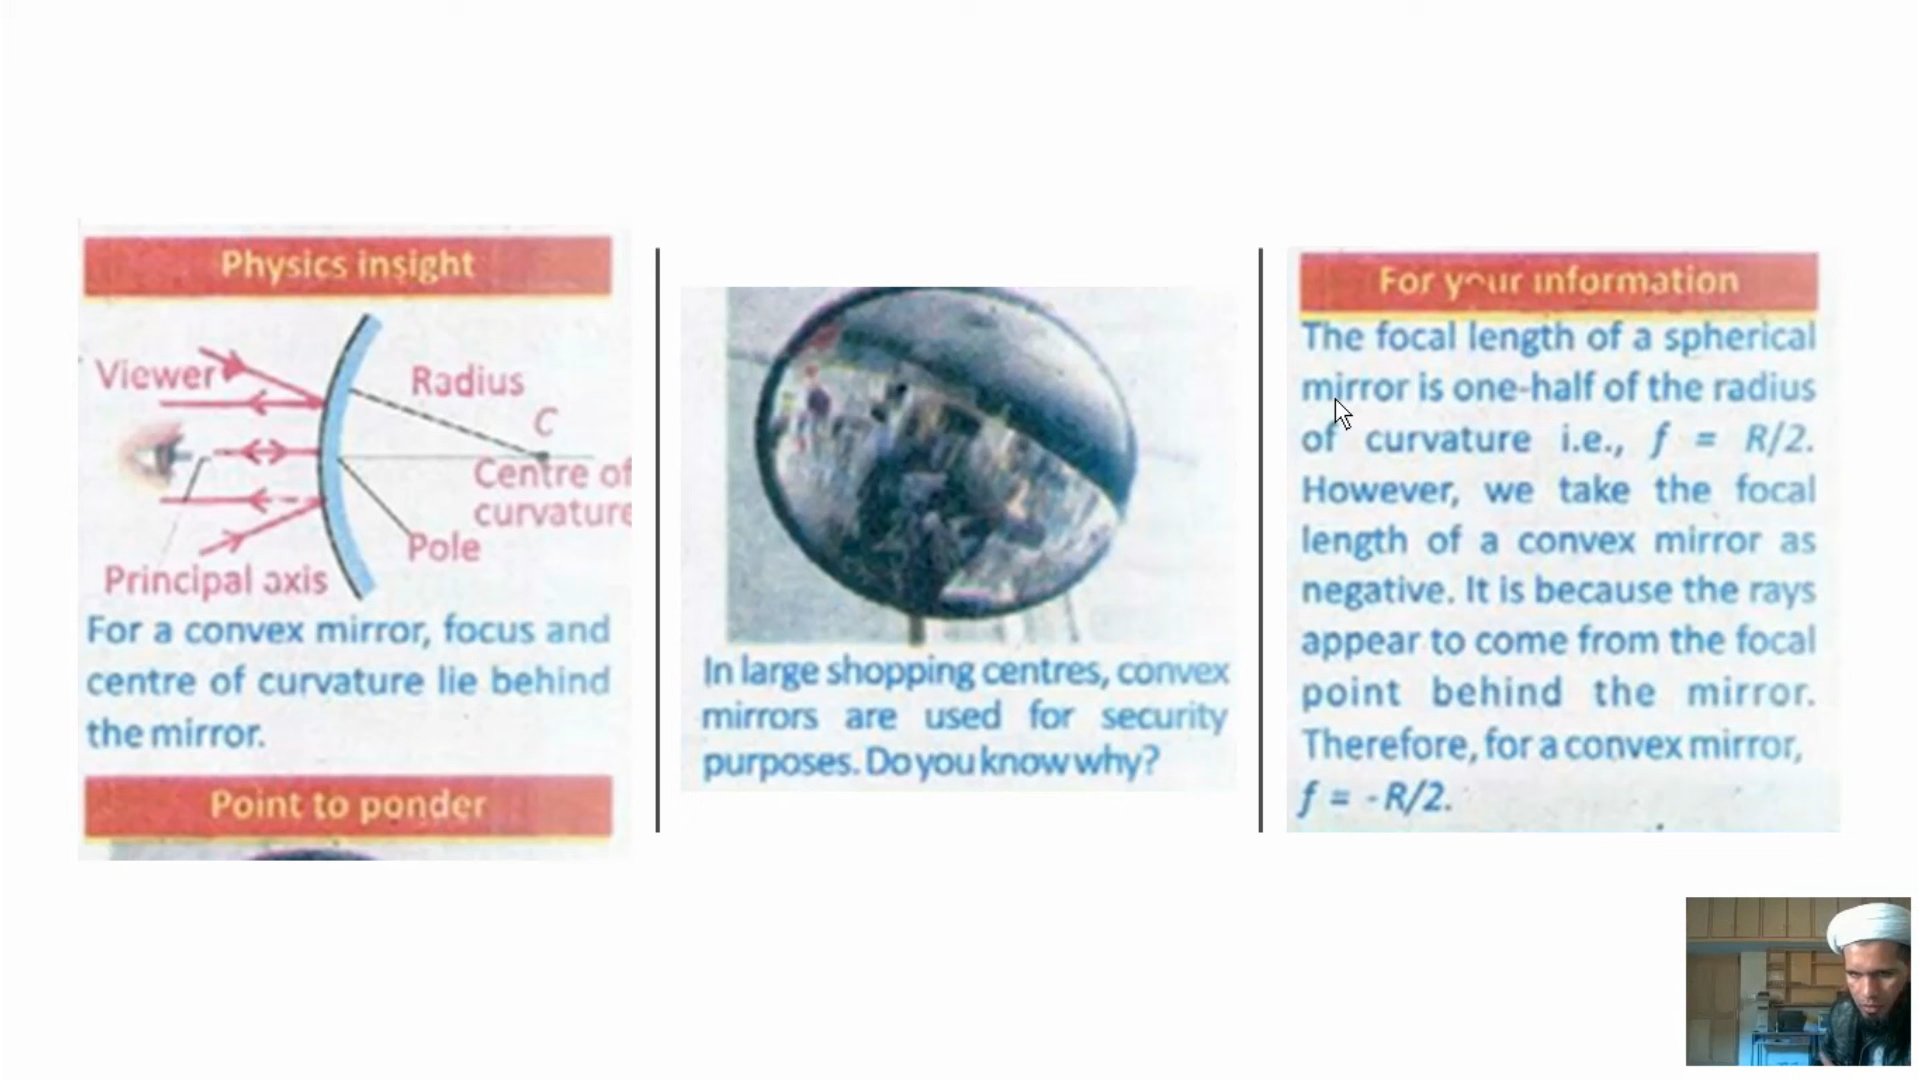 Physics insight
Viewer
Radius
C
Centre of
curvature
Pole
Principal axis
For a convex mirror, focus and
centre of curvature lie behind
the mirror.
Point to ponder
In large shopping centres, convex
mirrors are used for security
purposes. Do you know why?
For your information
The focal length of a spherical
mirror is one-half of the radius
of curvature i.e., f = R/2.
However, we take the focal
length of a convex mirror as
negative. It is because the rays
appear to come from the focal
point behind the mirror.
Therefore, for a convex mirror,
f = - R/2.